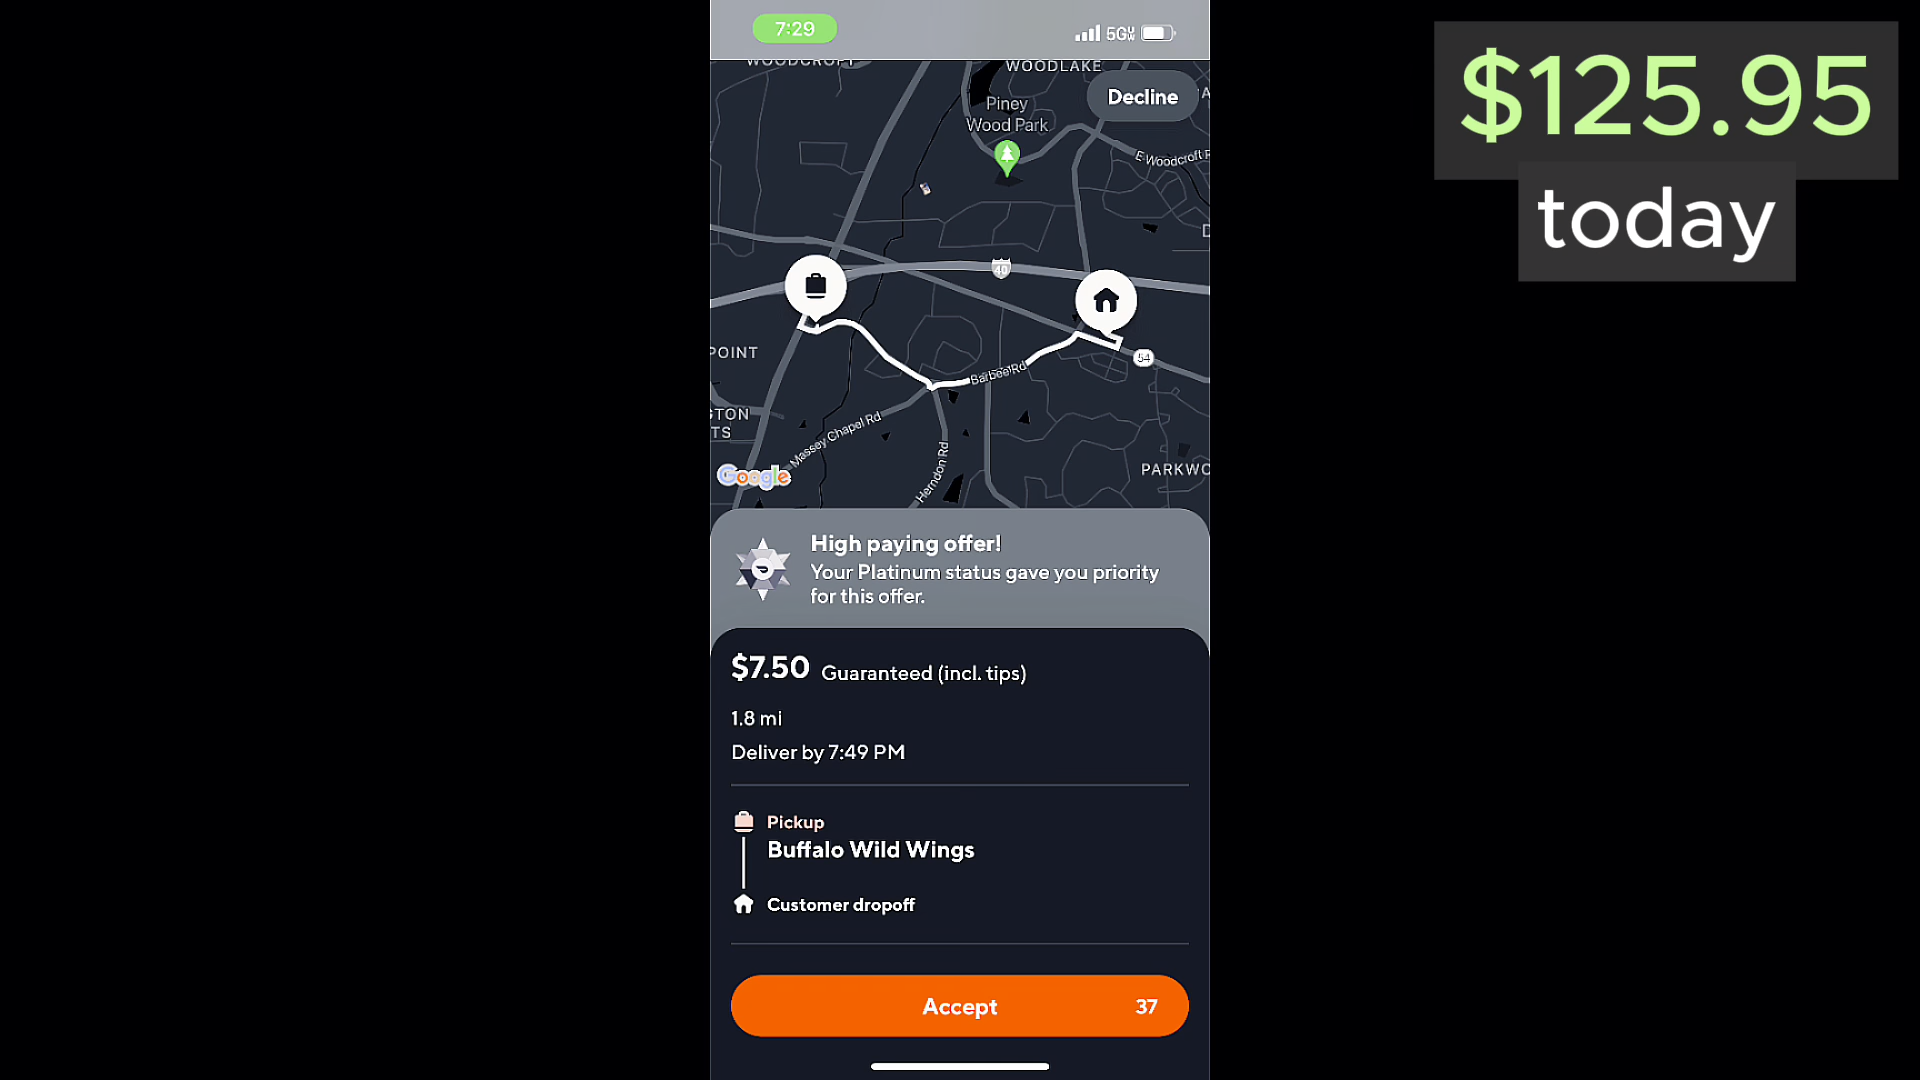 7:29
5G UW
WOODCROFT
WOODLAKE
Decline
Piney
Wood Park
E Woodcroft
40
POINT
54
Barbee Rd
Massey Chapel Rd
Herndon Rd
PARKWO
Google
High paying offer!
Your Platinum status gave you priority
for this offer.
$7.50 Guaranteed (incl. tips)
1.8 mi
Deliver by 7:49 PM
Pickup
Buffalo Wild Wings
Customer dropoff
Accept 37
$125.95
today